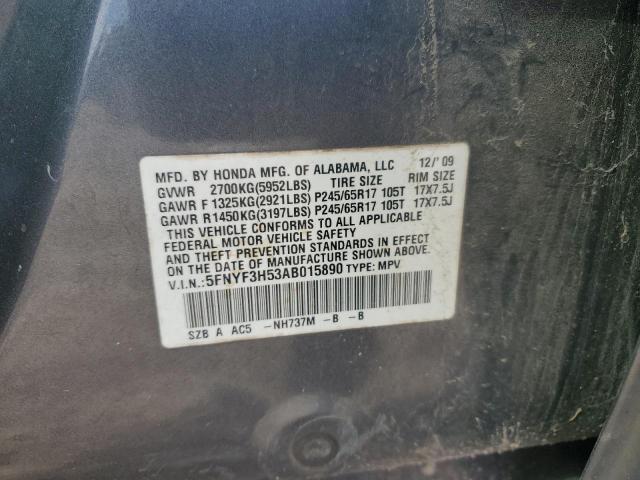 MFD. BY HONDA MFG. OF ALABAMA, LLC 12/'09
GVWR 2700KG(5952LBS) TIRE SIZE RIM SIZE
GAWR F 1325KG(2921LBS) P245/65R17 105T 17X7.5J
GAWR R1450KG(3197LBS) P245/65R17 105T 17X7.5J
THIS VEHICLE CONFORMS TO ALL APPLICABLE
FEDERAL MOTOR VEHICLE SAFETY
AND THEFT PREVENTION STANDARDS IN EFFECT
ON THE DATE OF MANUFACTURE SHOWN ABOVE.
V.I.N.: 5FNYF3H53AB015890 TYPE: MPV
SZB A AC5 -NH737M -B -B